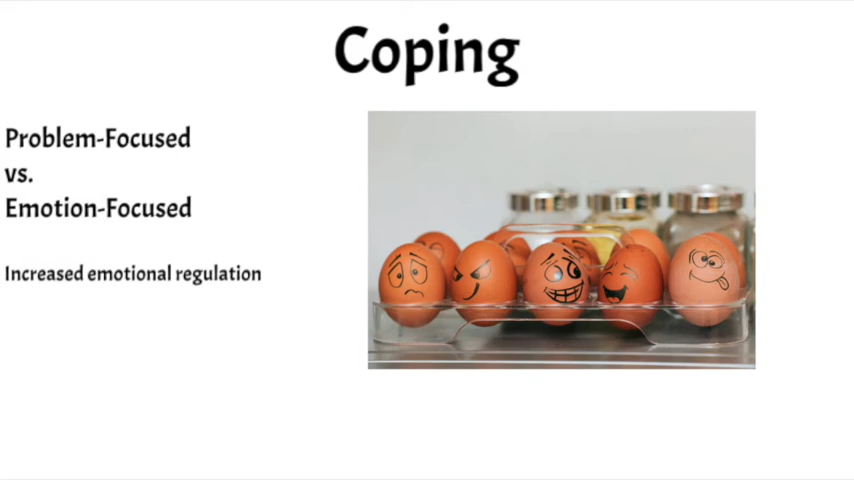 Coping
Problem-Focused
vs.
Emotion-Focused
Increased emotional regulation